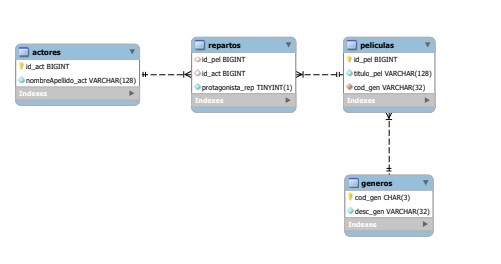 actores
id_act BIGINT
nombreApellido_act VARCHAR(128)
Indexes
repartos
id_pel BIGINT
id_act BIGINT
protagonista_rep TINYINT(1)
Indexes
peliculas
id_pel BIGINT
titulo_pel VARCHAR(128)
cod_gen VARCHAR(32)
Indexes
generos
cod_gen CHAR(3)
desc_gen VARCHAR(32)
Indexes